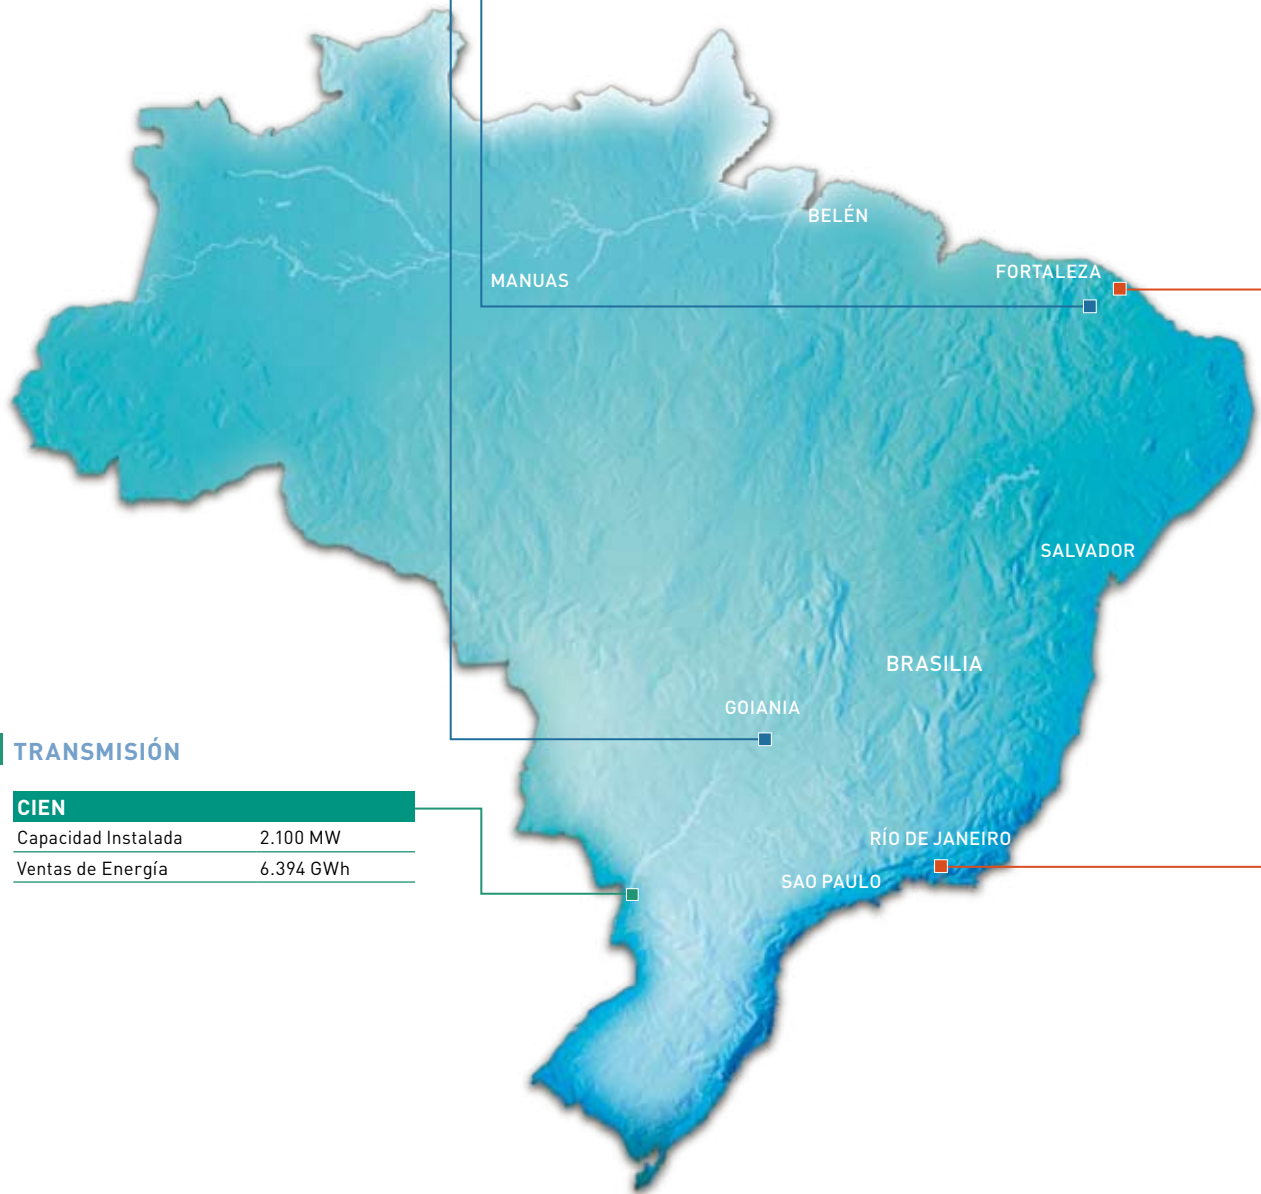 BELÉN
FORTALEZA
MANUAS
SALVADOR
BRASILIA
GOIANIA
TRANSMISIÓN
CIEN
Capacidad Instalada 2.100 MW
Ventas de Energía 6.394 GWh
RÍO DE JANEIRO
SAO PAULO